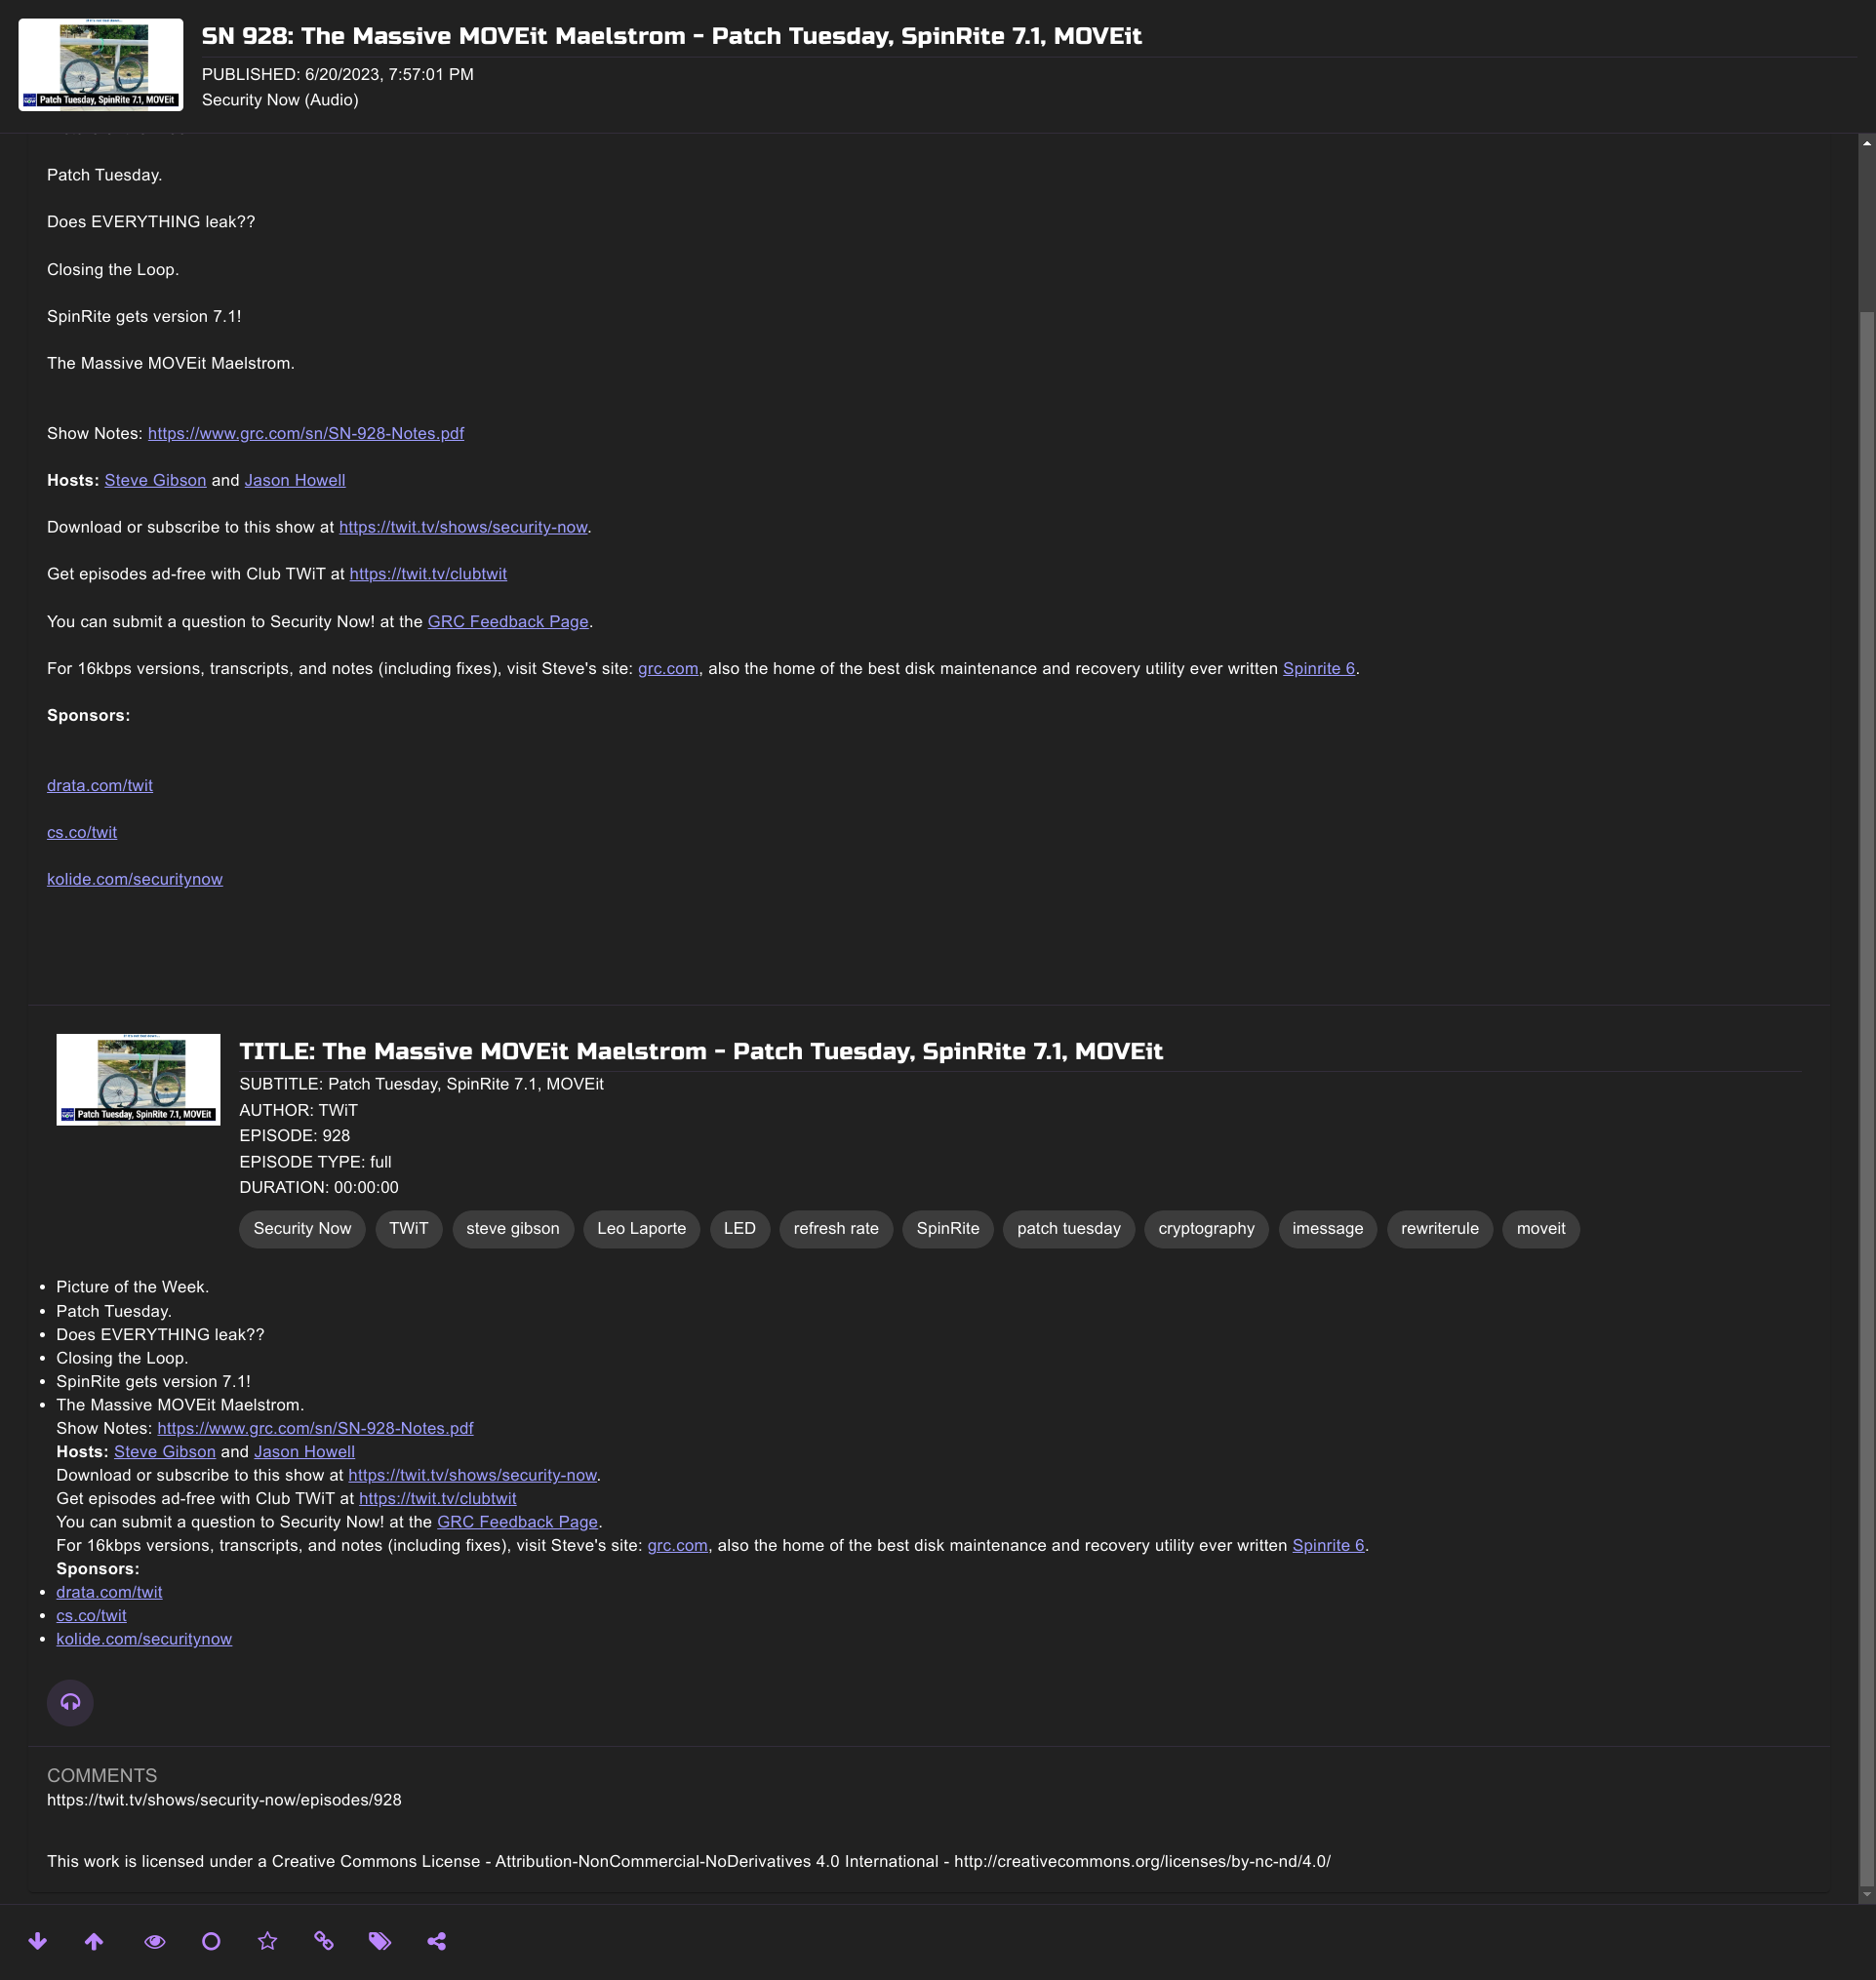 SN 928: The Massive MOVEit Maelstrom - Patch Tuesday, SpinRite 7.1, MOVEit
PUBLISHED: 6/20/2023, 7:57:01 PM
Security Now (Audio)
Patch Tuesday, SpinRite 7.1, MOVEit
Patch Tuesday.
Does EVERYTHING leak??
Closing the Loop.
SpinRite gets version 7.1!
The Massive MOVEit Maelstrom.
Show Notes: https://www.grc.com/sn/SN-928-Notes.pdf
Hosts: Steve Gibson and Jason Howell
Download or subscribe to this show at https://twit.tv/shows/security-now.
Get episodes ad-free with Club TWiT at https://twit.tv/clubtwit
You can submit a question to Security Now! at the GRC Feedback Page.
For 16kbps versions, transcripts, and notes (including fixes), visit Steve's site: grc.com, also the home of the best disk maintenance and recovery utility ever written Spinrite 6.
Sponsors:
drata.com/twit
cs.co/twit
kolide.com/securitynow
TITLE: The Massive MOVEit Maelstrom - Patch Tuesday, SpinRite 7.1, MOVEit
SUBTITLE: Patch Tuesday, SpinRite 7.1, MOVEit
AUTHOR: TWiT
Patch Tuesday, SpinRite 7.1, MOVEit
EPISODE: 928
EPISODE TYPE: full
DURATION: 00:00:00
Security Now TWiT steve gibson Leo Laporte LED refresh rate SpinRite patch tuesday cryptography imessage rewriterule moveit
• Picture of the Week.
• Patch Tuesday.
• Does EVERYTHING leak??
• Closing the Loop.
• SpinRite gets version 7.1!
• The Massive MOVEit Maelstrom.
Show Notes: https://www.grc.com/sn/SN-928-Notes.pdf
Hosts: Steve Gibson and Jason Howell
Download or subscribe to this show at https://twit.tv/shows/security-now.
Get episodes ad-free with Club TWiT at https://twit.tv/clubtwit
You can submit a question to Security Now! at the GRC Feedback Page.
For 16kbps versions, transcripts, and notes (including fixes), visit Steve's site: grc.com, also the home of the best disk maintenance and recovery utility ever written Spinrite 6.
Sponsors:
• drata.com/twit
• cs.co/twit
• kolide.com/securitynow
COMMENTS
https://twit.tv/shows/security-now/episodes/928
This work is licensed under a Creative Commons License - Attribution-NonCommercial-NoDerivatives 4.0 International - http://creativecommons.org/licenses/by-nc-nd/4.0/